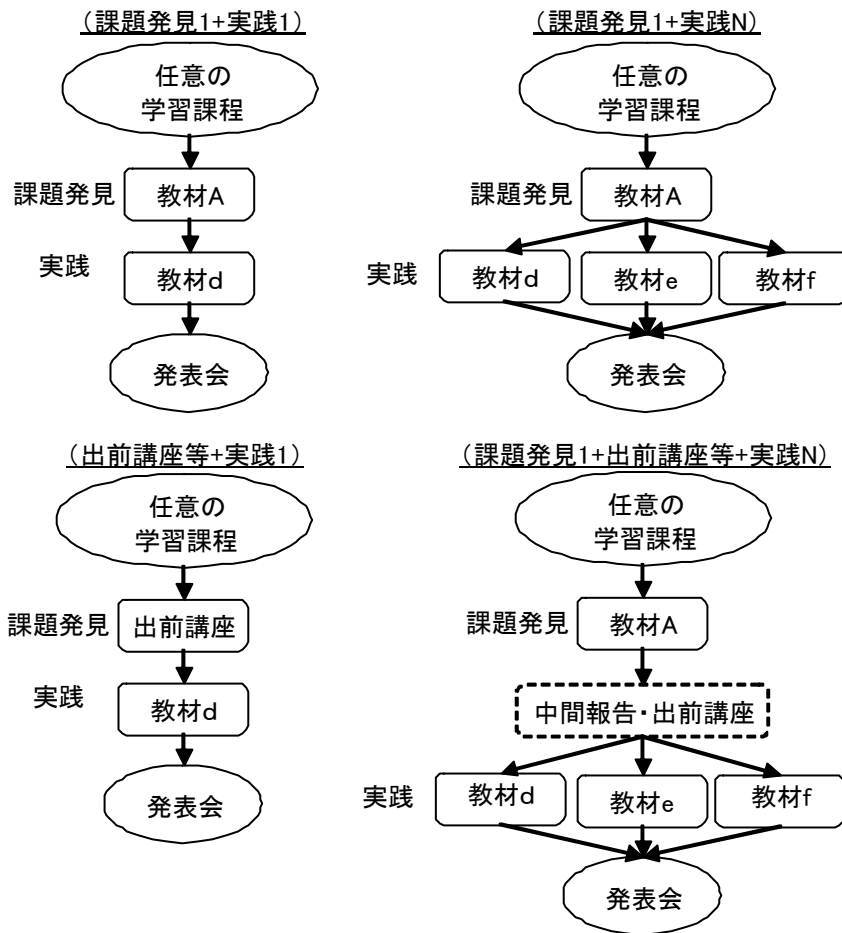 (課題発見1+実践1)
任意の
学習課程
課題発見
教材A
実践
教材d
発表会
(課題発見1+実践N)
任意の
学習課程
課題発見
教材A
実践
教材d
教材e
教材f
発表会
(出前講座等+実践1)
任意の
学習課程
課題発見
出前講座
実践
教材d
発表会
(課題発見1+出前講座等+実践N)
任意の
学習課程
課題発見
教材A
中間報告・出前講座
実践
教材d
教材e
教材f
発表会